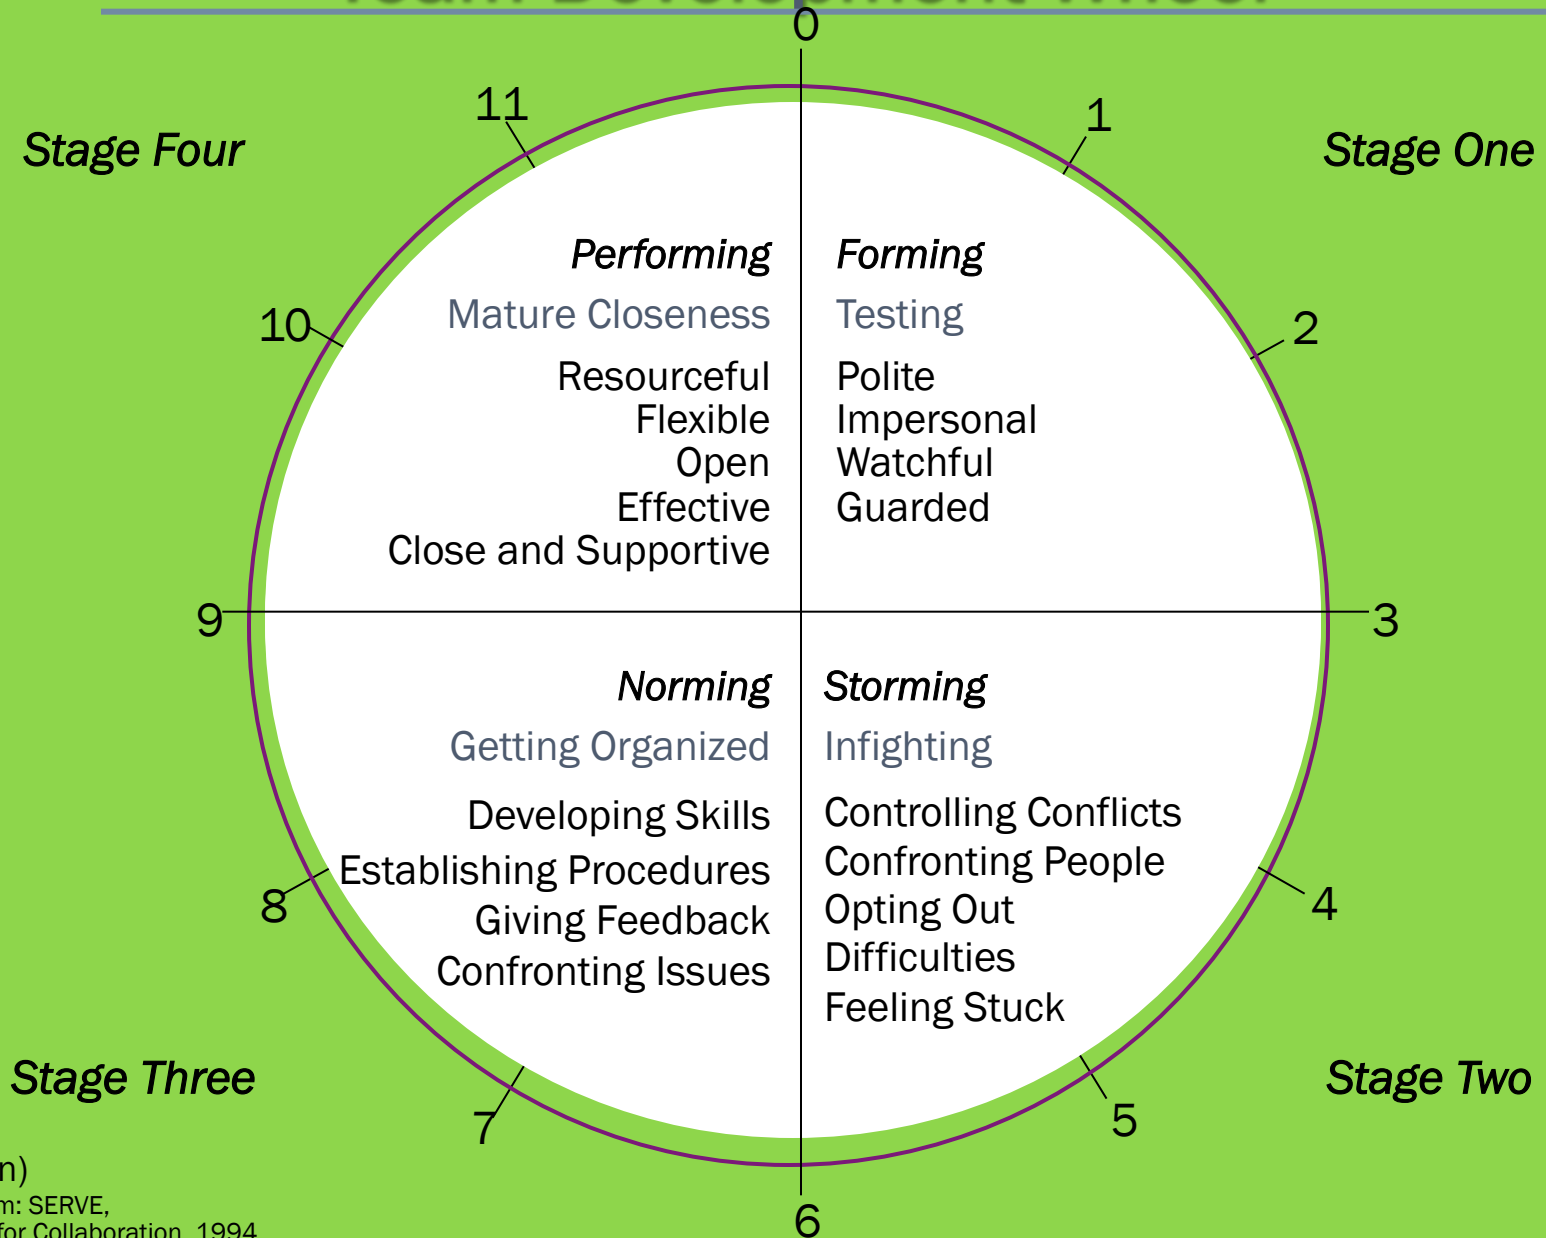 Team Development Wheel
0
11
1
Stage Four
Stage One
Performing
Mature Closeness
Resourceful
Flexible
Open
Effective
Close and Supportive
Forming
Testing
Polite
Impersonal
Watchful
Guarded
10
2
9
3
Norming
Getting Organized
Developing Skills
Establishing Procedures
Giving Feedback
Confronting Issues
Storming
Infighting
Controlling Conflicts
Confronting People
Opting Out
Difficulties
Feeling Stuck
8
4
Stage Three
Stage Two
7
5
6
n)
m: SERVE,
for Collaboration, 1994